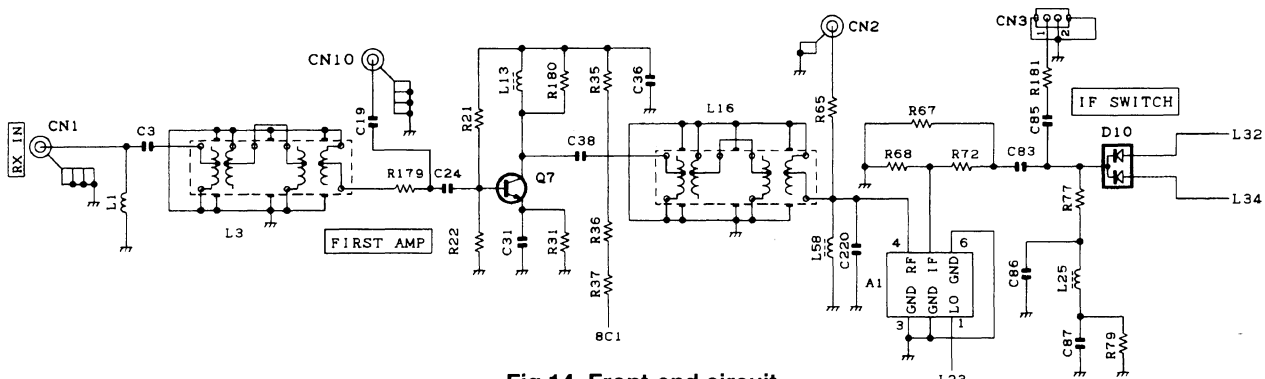 RX IN
CN1
C3
L1
L3
CN10
C19
R179
C24
FIRST AMP
R21
R22
L13
R180
Q7
C31
R31
R35
R36
R37
8C1
C36
C38
L16
CN2
R65
L58
C220
R67
R68
R72
C83
4
6
RF
IF
GND
A1
GND
GND
LO
3
1
L23
CN3
1
2
R181
C85
IF SWITCH
D10
L32
L34
R77
C86
L25
C87
R79
Fig.14 Front end circuit